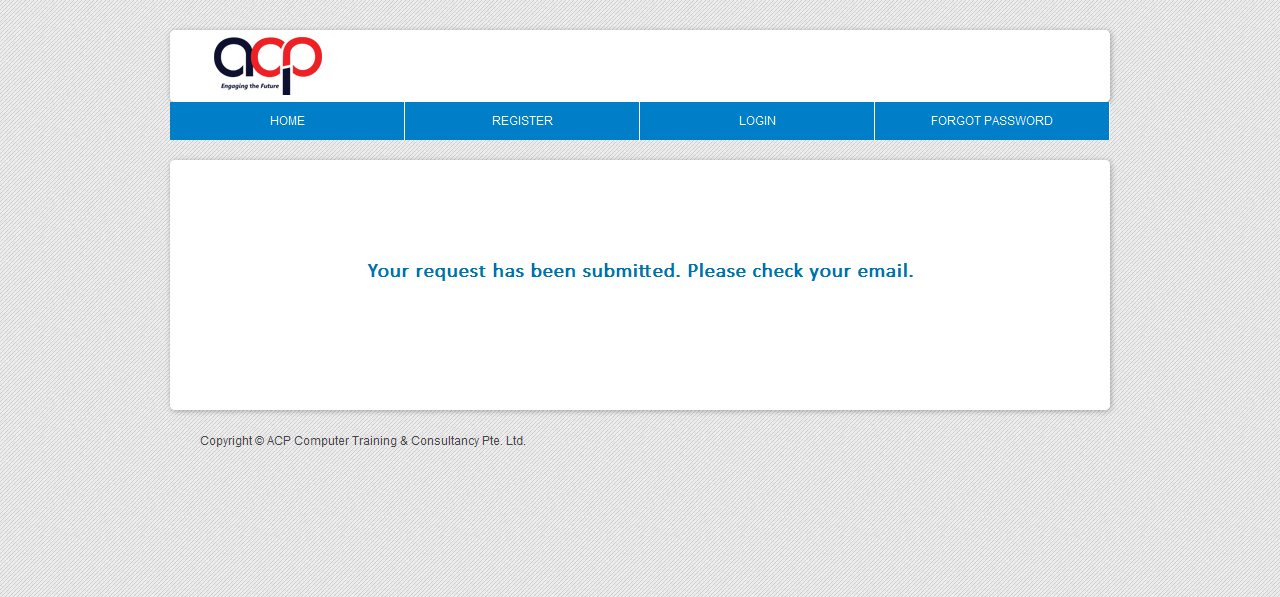 acp
Engaging the Future
HOME
REGISTER
LOGIN
FORGOT PASSWORD
Your request has been submitted. Please check your email.
Copyright © ACP Computer Training & Consultancy Pte. Ltd.